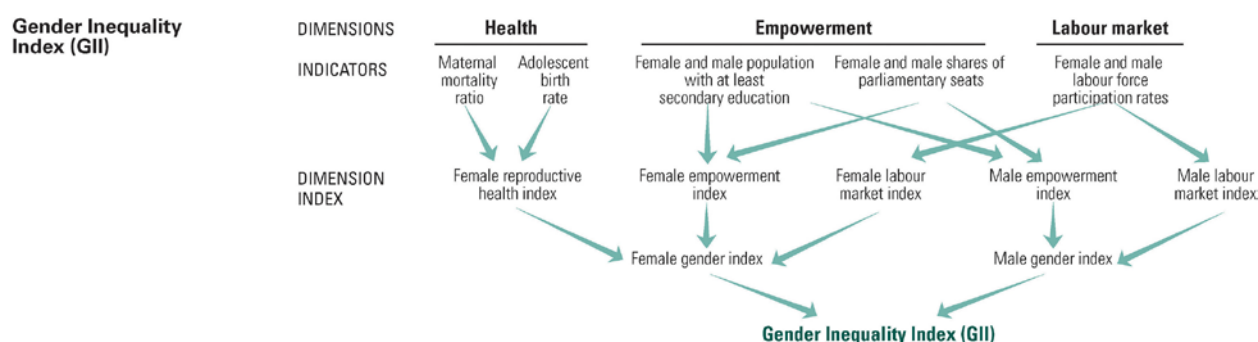 Gender Inequality
Index (GII)
DIMENSIONS
Health
Empowerment
Labour market
INDICATORS
Maternal
mortality
ratio
Adolescent
birth
rate
Female and male population
with at least
secondary education
Female and male shares of
parliamentary seats
Female and male
labour force
participation rates
DIMENSION
INDEX
Female reproductive
health index
Female empowerment
index
Female labour
market index
Male empowerment
index
Male labour
market index
Female gender index
Male gender index
Gender Inequality Index (GII)